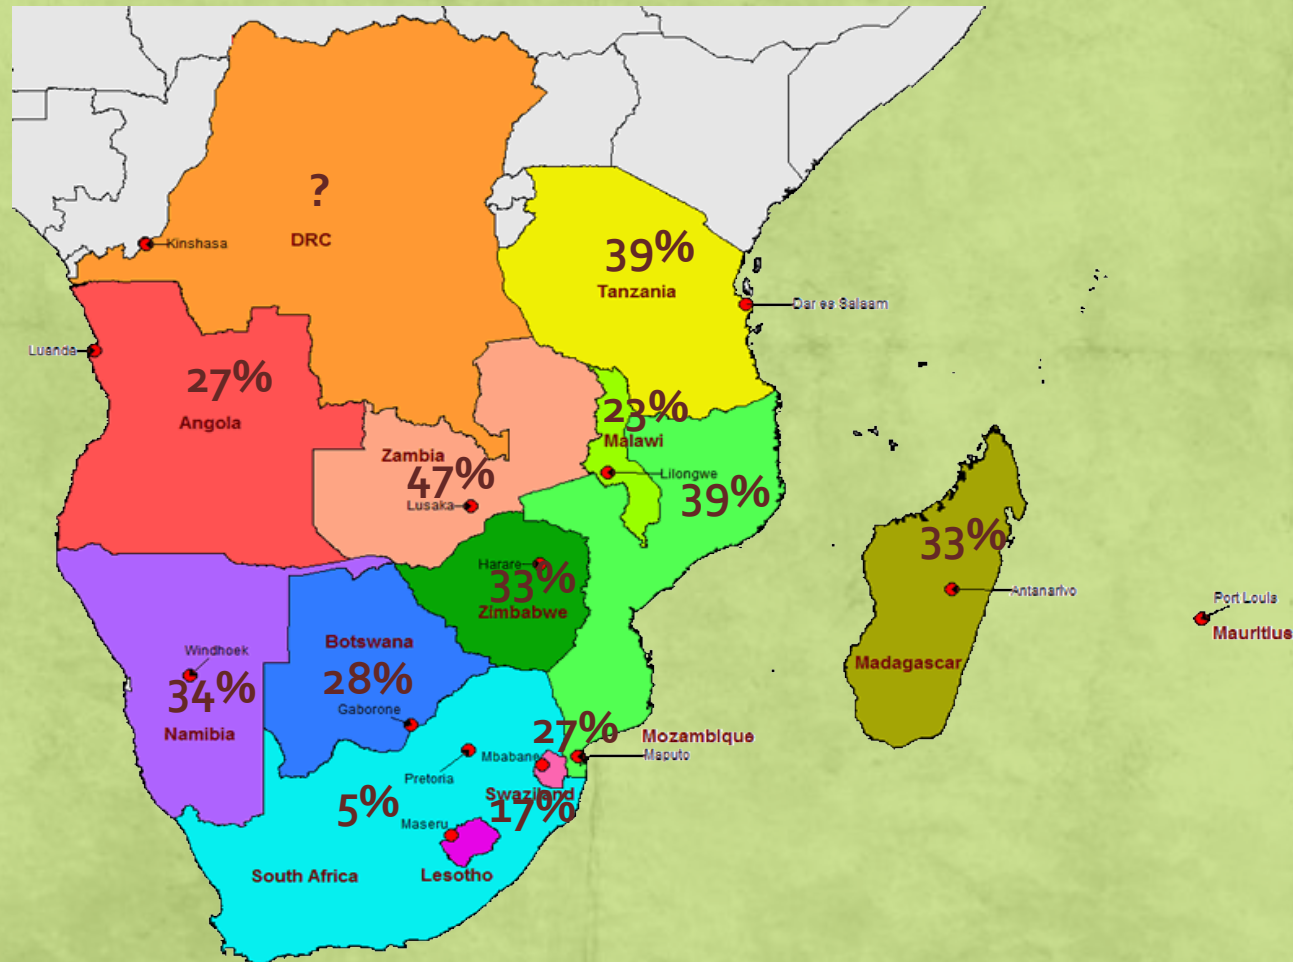 ?
DRC
Kinshasa
39%
Tanzania
Dar es Salaam
Luanda
27%
Angola
23%
Malawi
Zambia
47%
Lusaka
Lilongwe
39%
33%
Antananarivo
Madagascar
Harare
33%
Zimbabwe
Port Louis
Mauritius
Botswana
28%
Gaborone
Windhoek
34%
Namibia
27%
Mozambique
Maputo
Mbabane
Swaziland
17%
Pretoria
5%
Maseru
South Africa
Lesotho